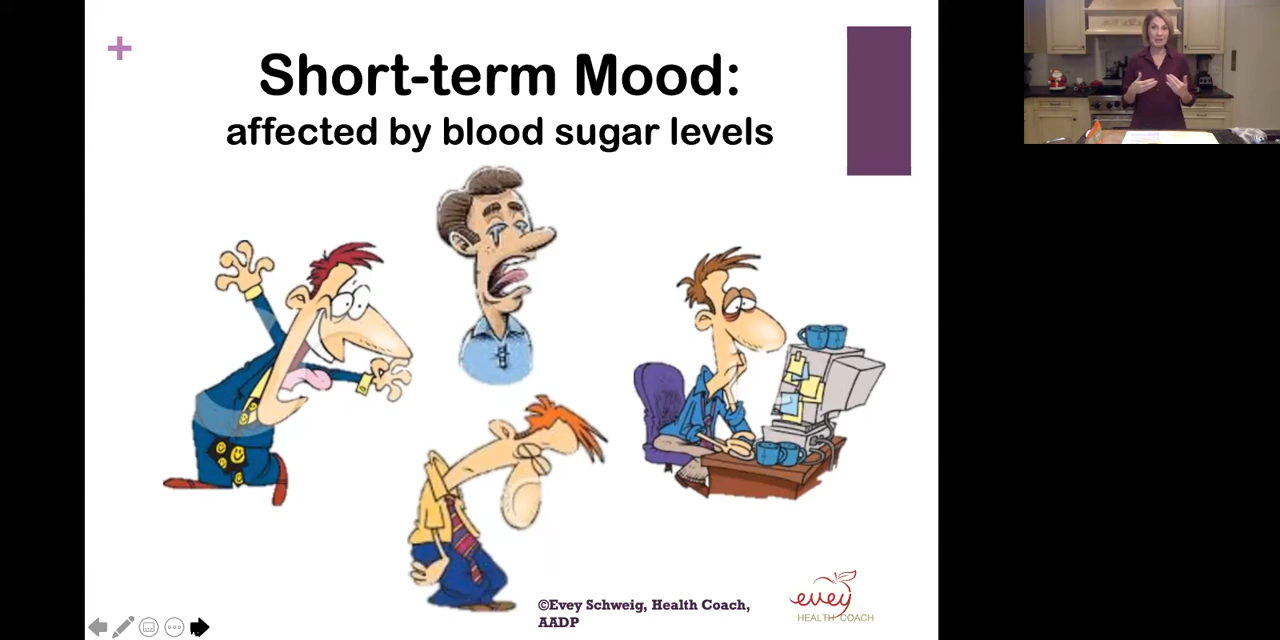 Short-term Mood:
affected by blood sugar levels
©Evey Schweig, Health Coach,
AADP
evey
HEALTH COACH